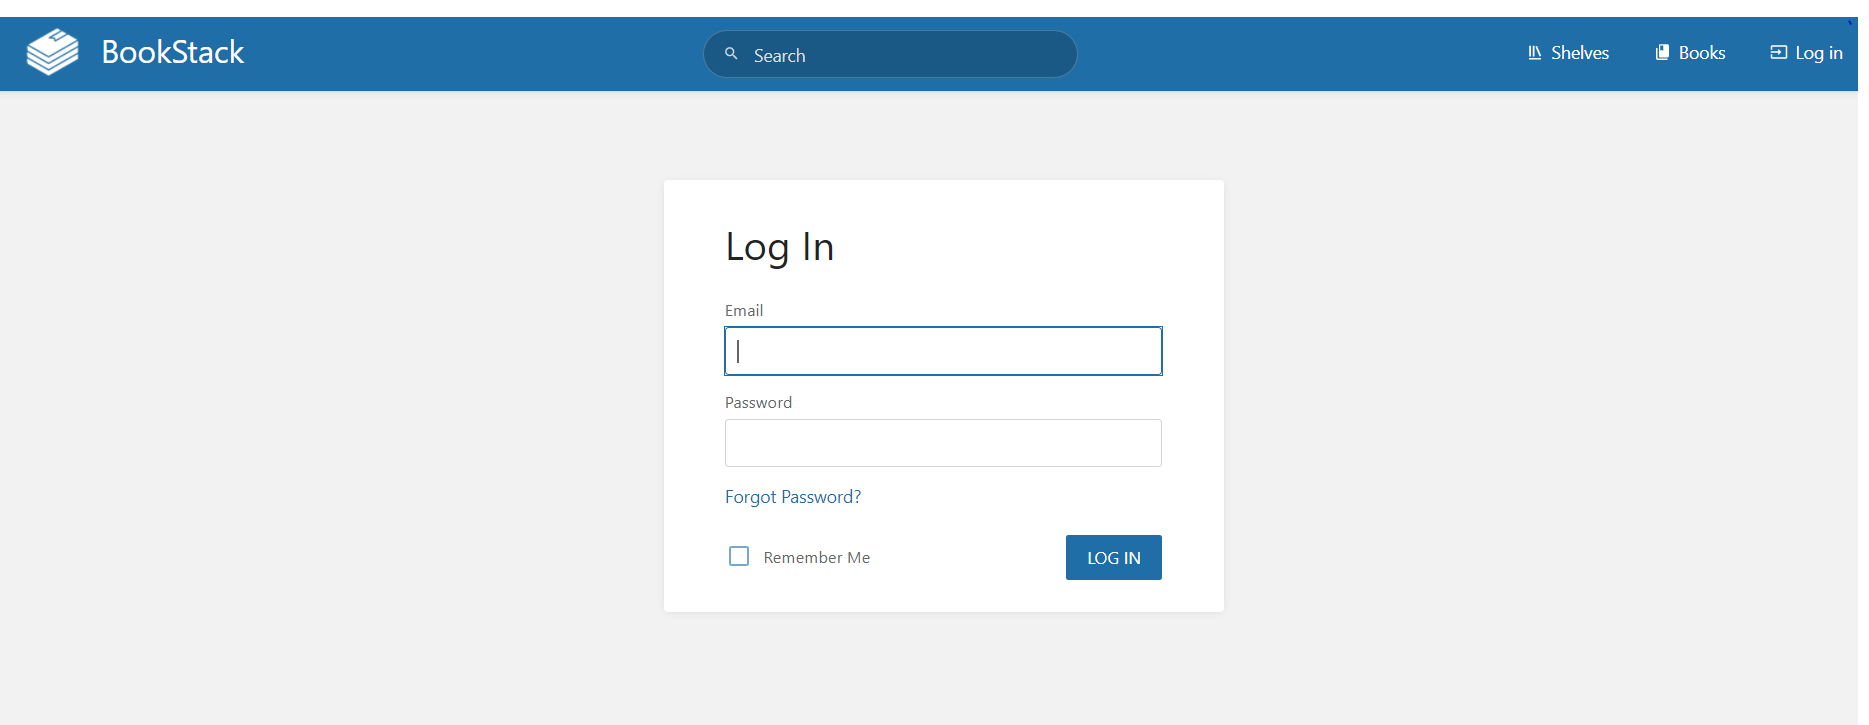 BookStack
Search
Shelves
Books
Log in
Log In
Email
Password
Forgot Password?
Remember Me
LOG IN